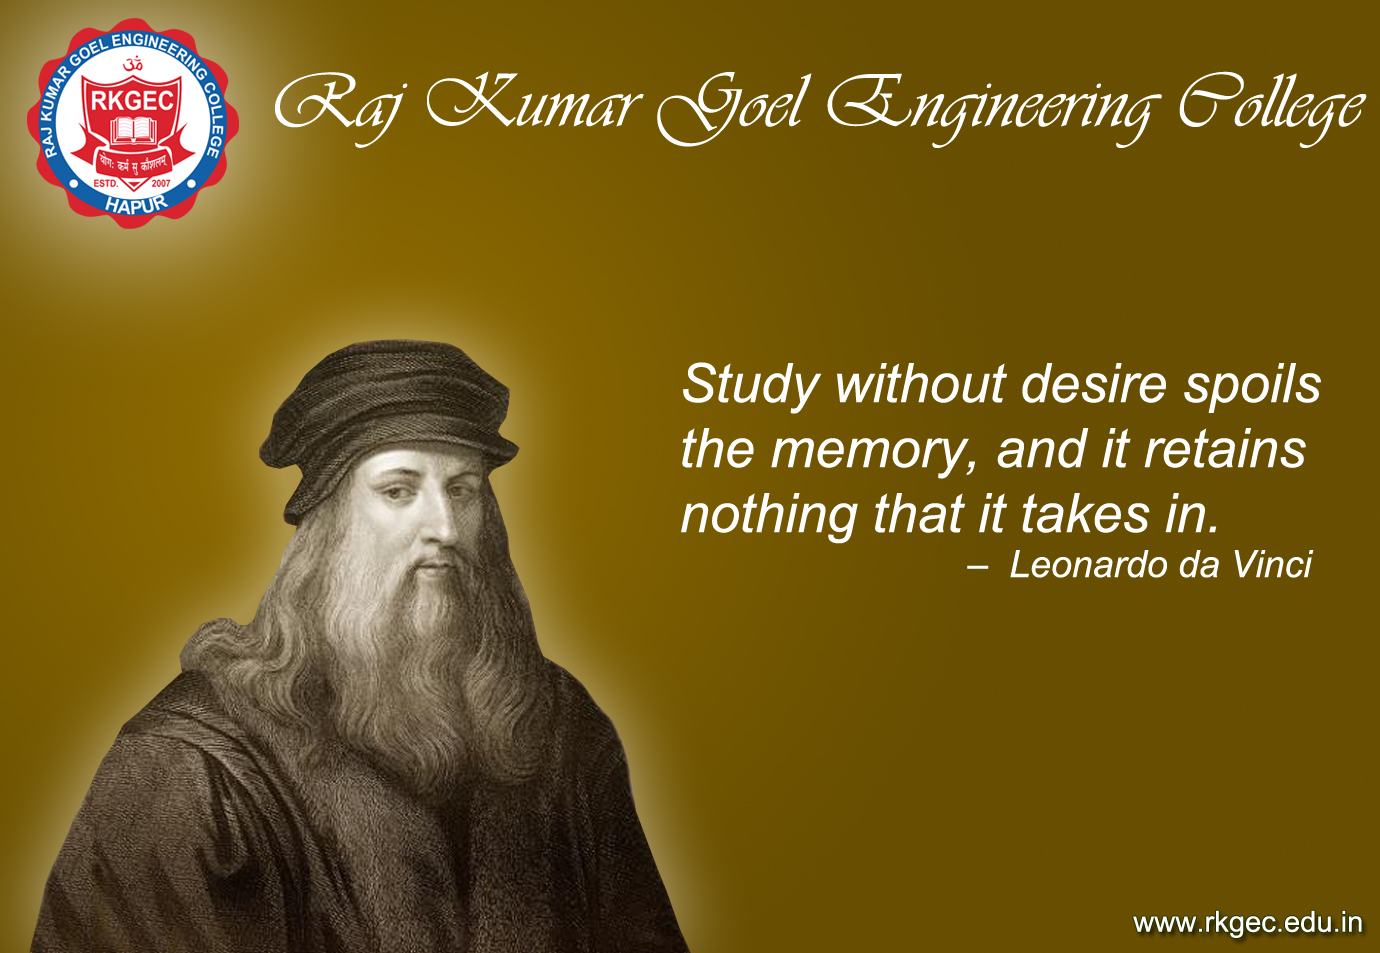 RAJ KUMAR GOEL ENGINEERING COLLEGE
ॐ
RKGEC
योगः कर्म सु कौशलम्
ESTD. 2007
HAPUR
Raj Kumar Goel Engineering College
Study without desire spoils
the memory, and it retains
nothing that it takes in.
– Leonardo da Vinci
www.rkgec.edu.in